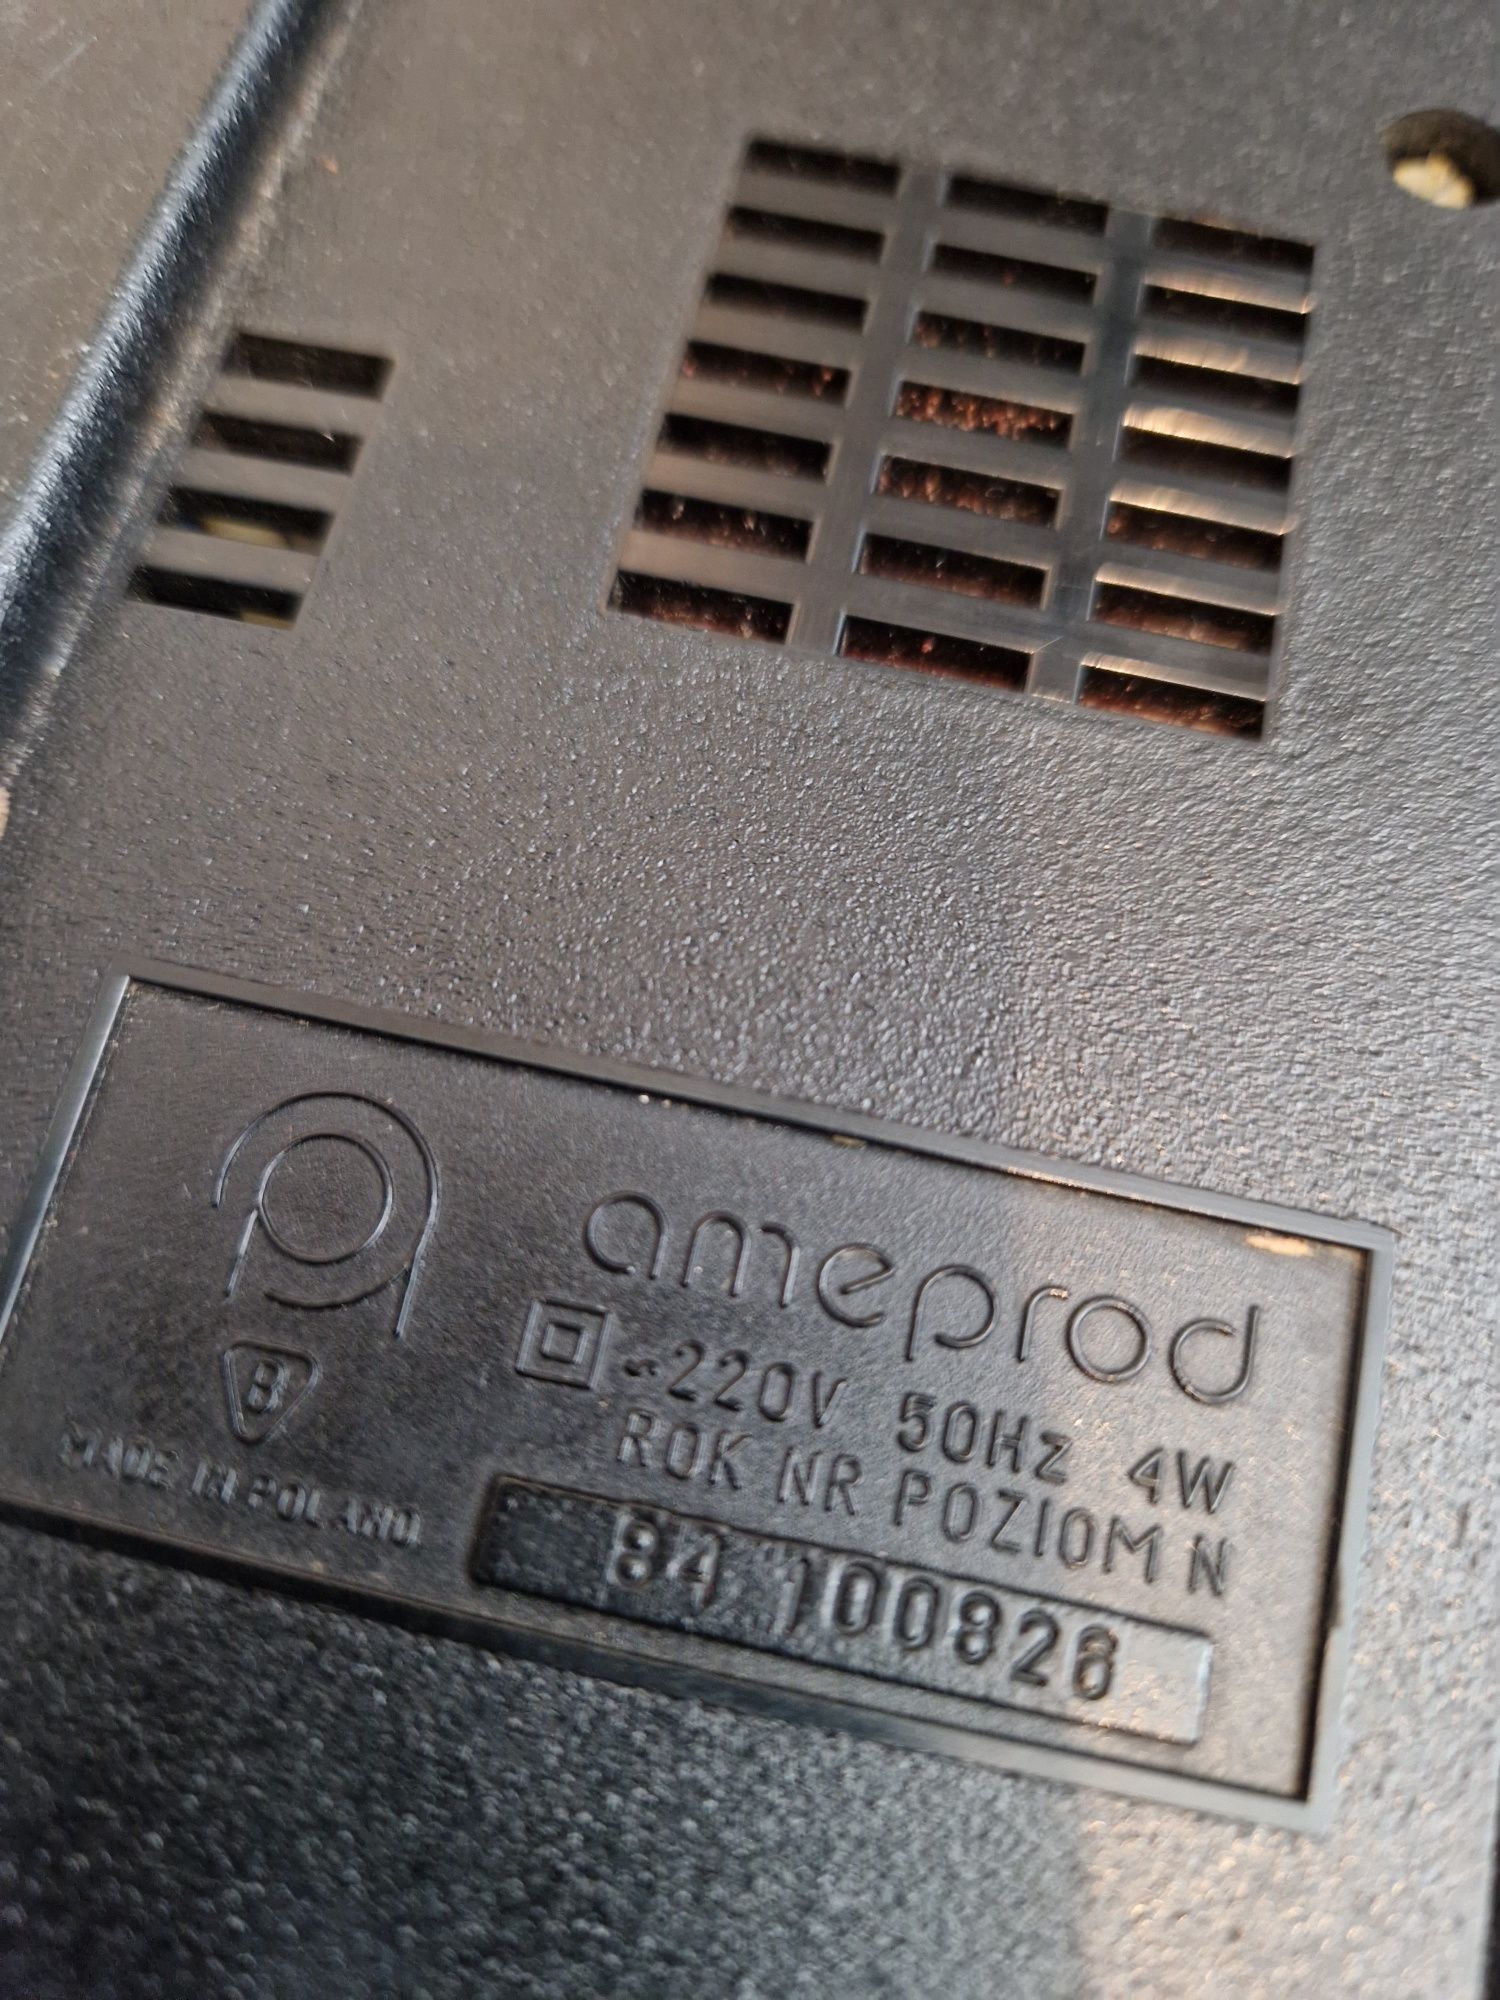 ameprod
~220V 50Hz 4W
ROK NR POZIOM N
84 100826
B
MADE IN POLAND